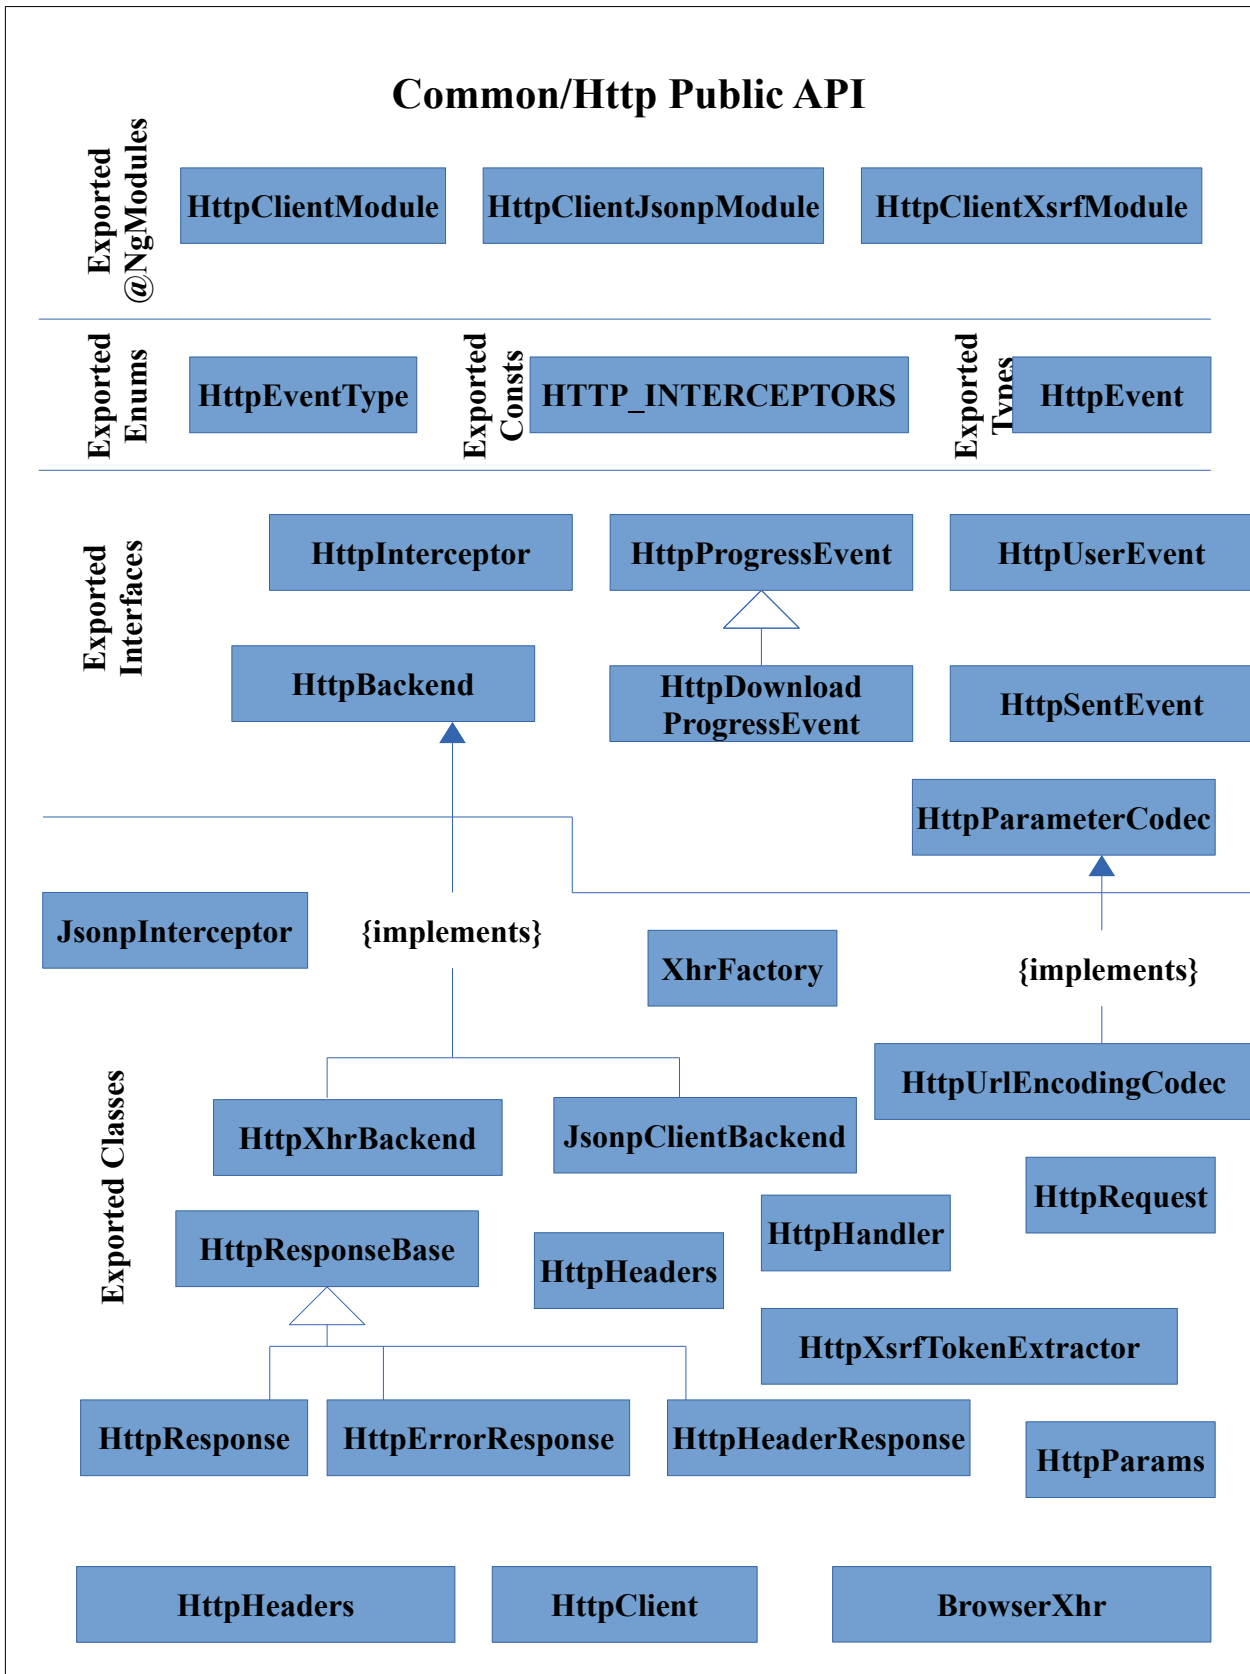 Common/Http Public API
Exported
@NgModules
HttpClientModule
HttpClientJsonpModule
HttpClientXsrfModule
Exported
Enums
HttpEventType
Exported
Consts
HTTP_INTERCEPTORS
Exported
Types
HttpEvent
Exported
Interfaces
HttpInterceptor
HttpProgressEvent
HttpUserEvent
HttpBackend
HttpDownload
ProgressEvent
HttpSentEvent
HttpParameterCodec
JsonpInterceptor
{implements}
XhrFactory
{implements}
Exported Classes
HttpUrlEncodingCodec
HttpXhrBackend
JsonpClientBackend
HttpRequest
HttpHandler
HttpResponseBase
HttpHeaders
HttpXsrfTokenExtractor
HttpResponse
HttpErrorResponse
HttpHeaderResponse
HttpParams
HttpHeaders
HttpClient
BrowserXhr